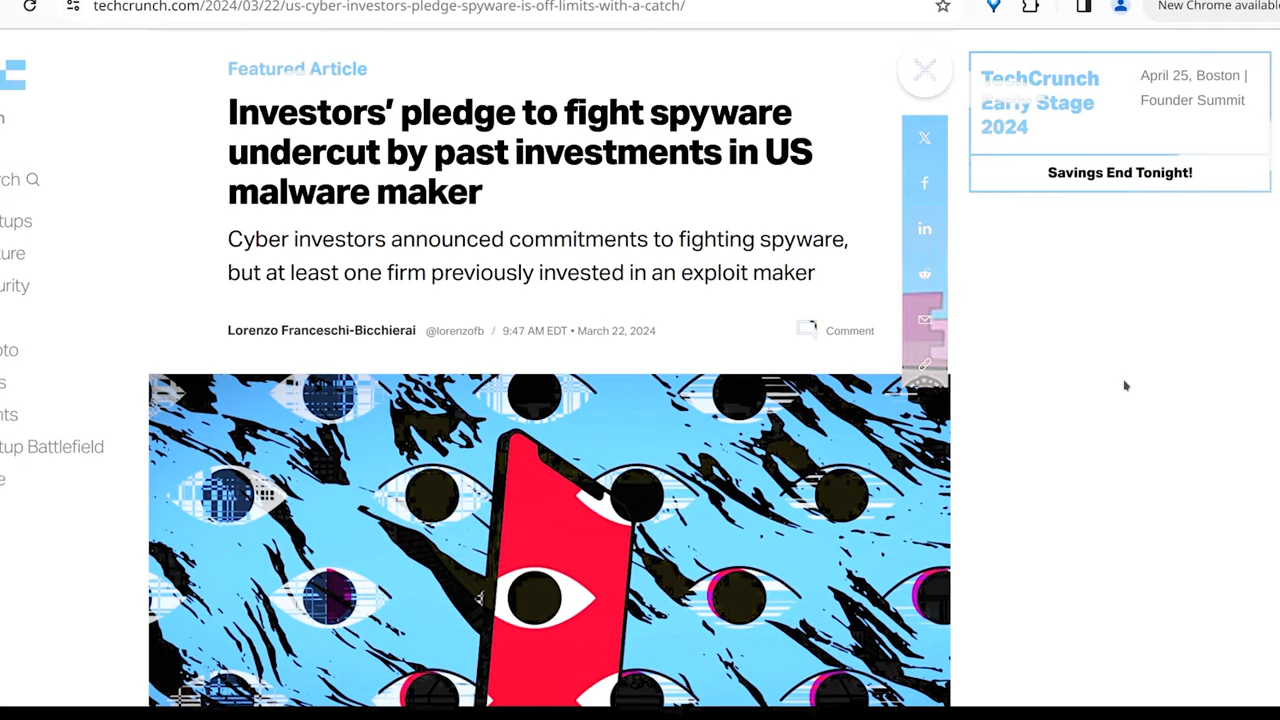 techcrunch.com/2024/03/22/us-cyber-investors-pledge-spyware-is-off-limits-with-a-catch/
New Chrome availabl
Featured Article
Investors' pledge to fight spyware
undercut by past investments in US
malware maker
Cyber investors announced commitments to fighting spyware,
but at least one firm previously invested in an exploit maker
Lorenzo Franceschi-Bicchierai @lorenzofb / 9:47 AM EDT • March 22, 2024
Comment
TechCrunch
Early Stage
2024
April 25, Boston |
Founder Summit
Savings End Tonight!
n
rch
tups
ture
urity
pto
s
nts
tup Battlefield
e